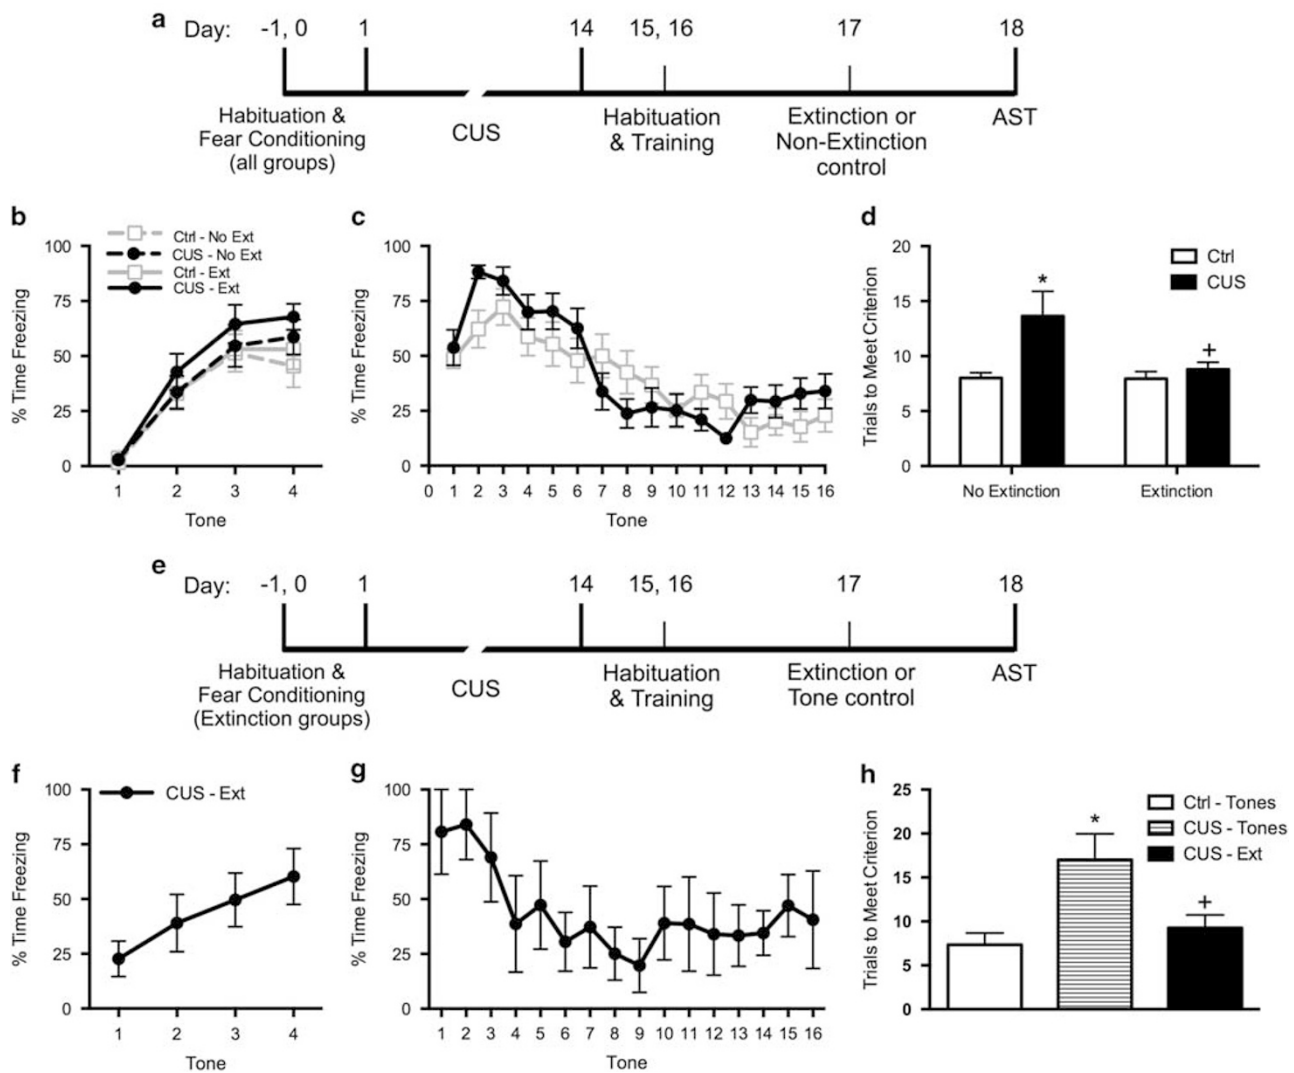 a
Day: -1, 0 1 14 15, 16 17 18
Habituation &
Fear Conditioning
(all groups)
CUS
Habituation
& Training
Extinction or
Non-Extinction
control
AST
b
Ctrl - No Ext
CUS - No Ext
Ctrl - Ext
CUS - Ext
% Time Freezing
100
75
50
25
0
1 2 3 4
Tone
c
% Time Freezing
100
75
50
25
0
0 1 2 3 4 5 6 7 8 9 10 11 12 13 14 15 16
Tone
d
Trials to Meet Criterion
20
15
10
5
0
Ctrl
CUS
*
+
No Extinction Extinction
e
Day: -1, 0 1 14 15, 16 17 18
Habituation &
Fear Conditioning
(Extinction groups)
CUS
Habituation
& Training
Extinction or
Tone control
AST
f
CUS - Ext
% Time Freezing
100
75
50
25
0
1 2 3 4
Tone
g
% Time Freezing
100
75
50
25
0
1 2 3 4 5 6 7 8 9 10 11 12 13 14 15 16
Tone
h
Trials to Meet Criterion
25
20
15
10
5
0
Ctrl - Tones
CUS - Tones
CUS - Ext
*
+